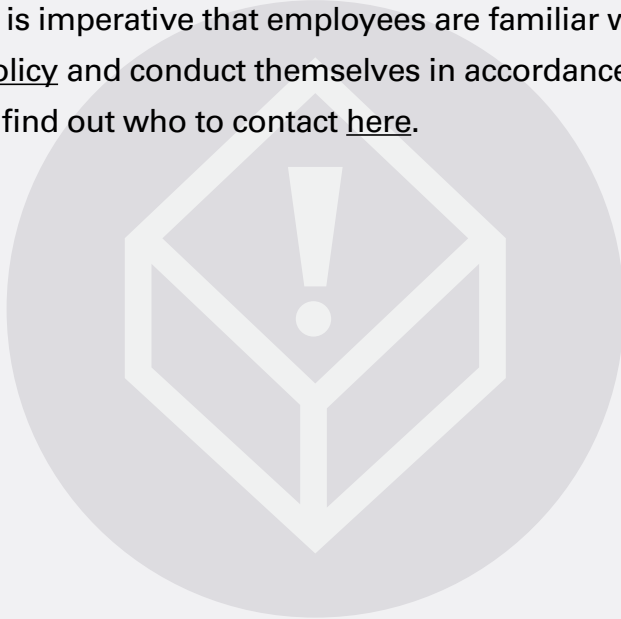 is imperative that employees are familiar
olicy and conduct themselves in accordance
find out who to contact here.